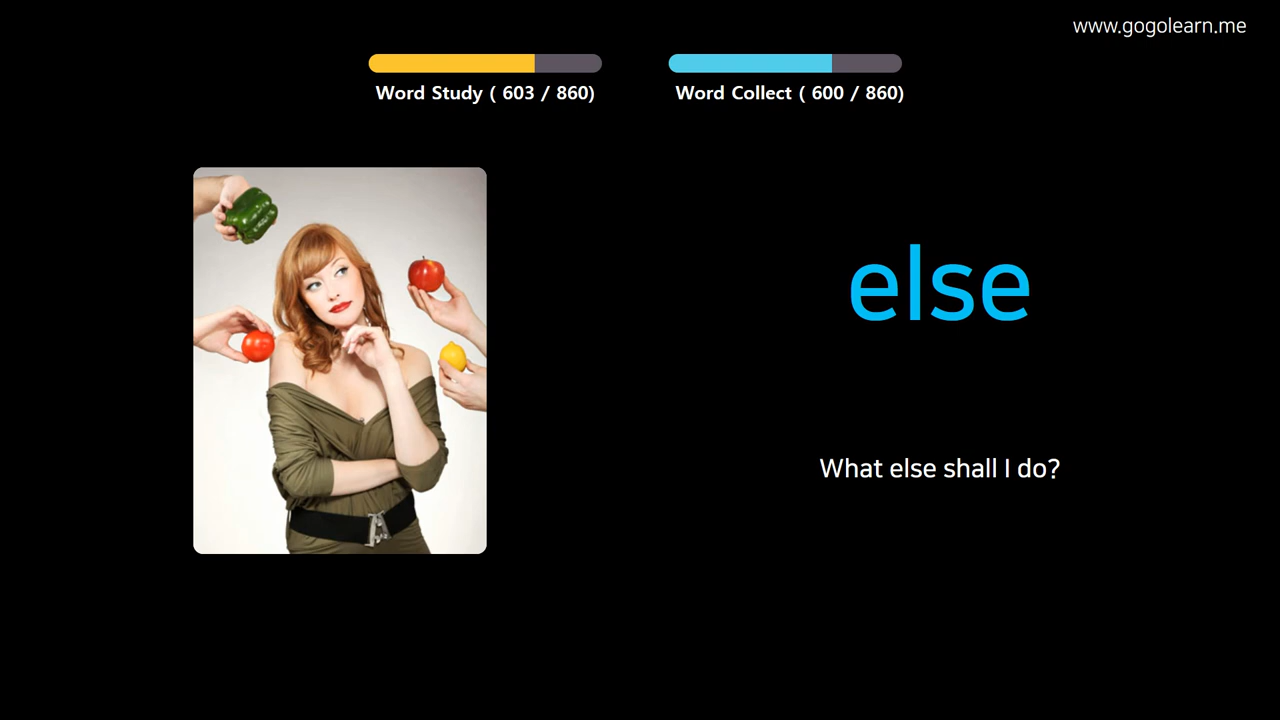 www.gogolearn.me
Word Study ( 603 / 860)
Word Collect ( 600 / 860)
else
What else shall I do?